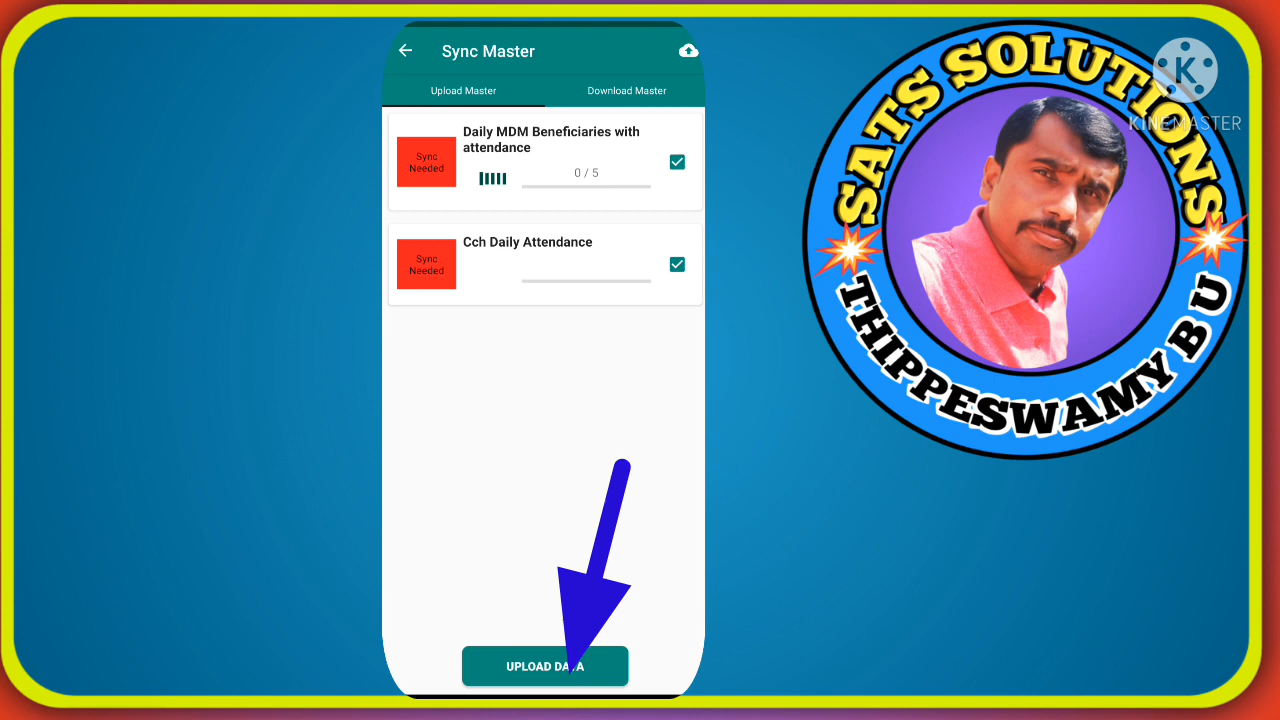 Sync Master
Upload Master
Download Master
Daily MDM Beneficiaries with
attendance
Sync
Needed
0 / 5
Cch Daily Attendance
Sync
Needed
UPLOAD DATA
SATS SOLUTIONS
THIPPESWAMY B U
K
KINEMASTER